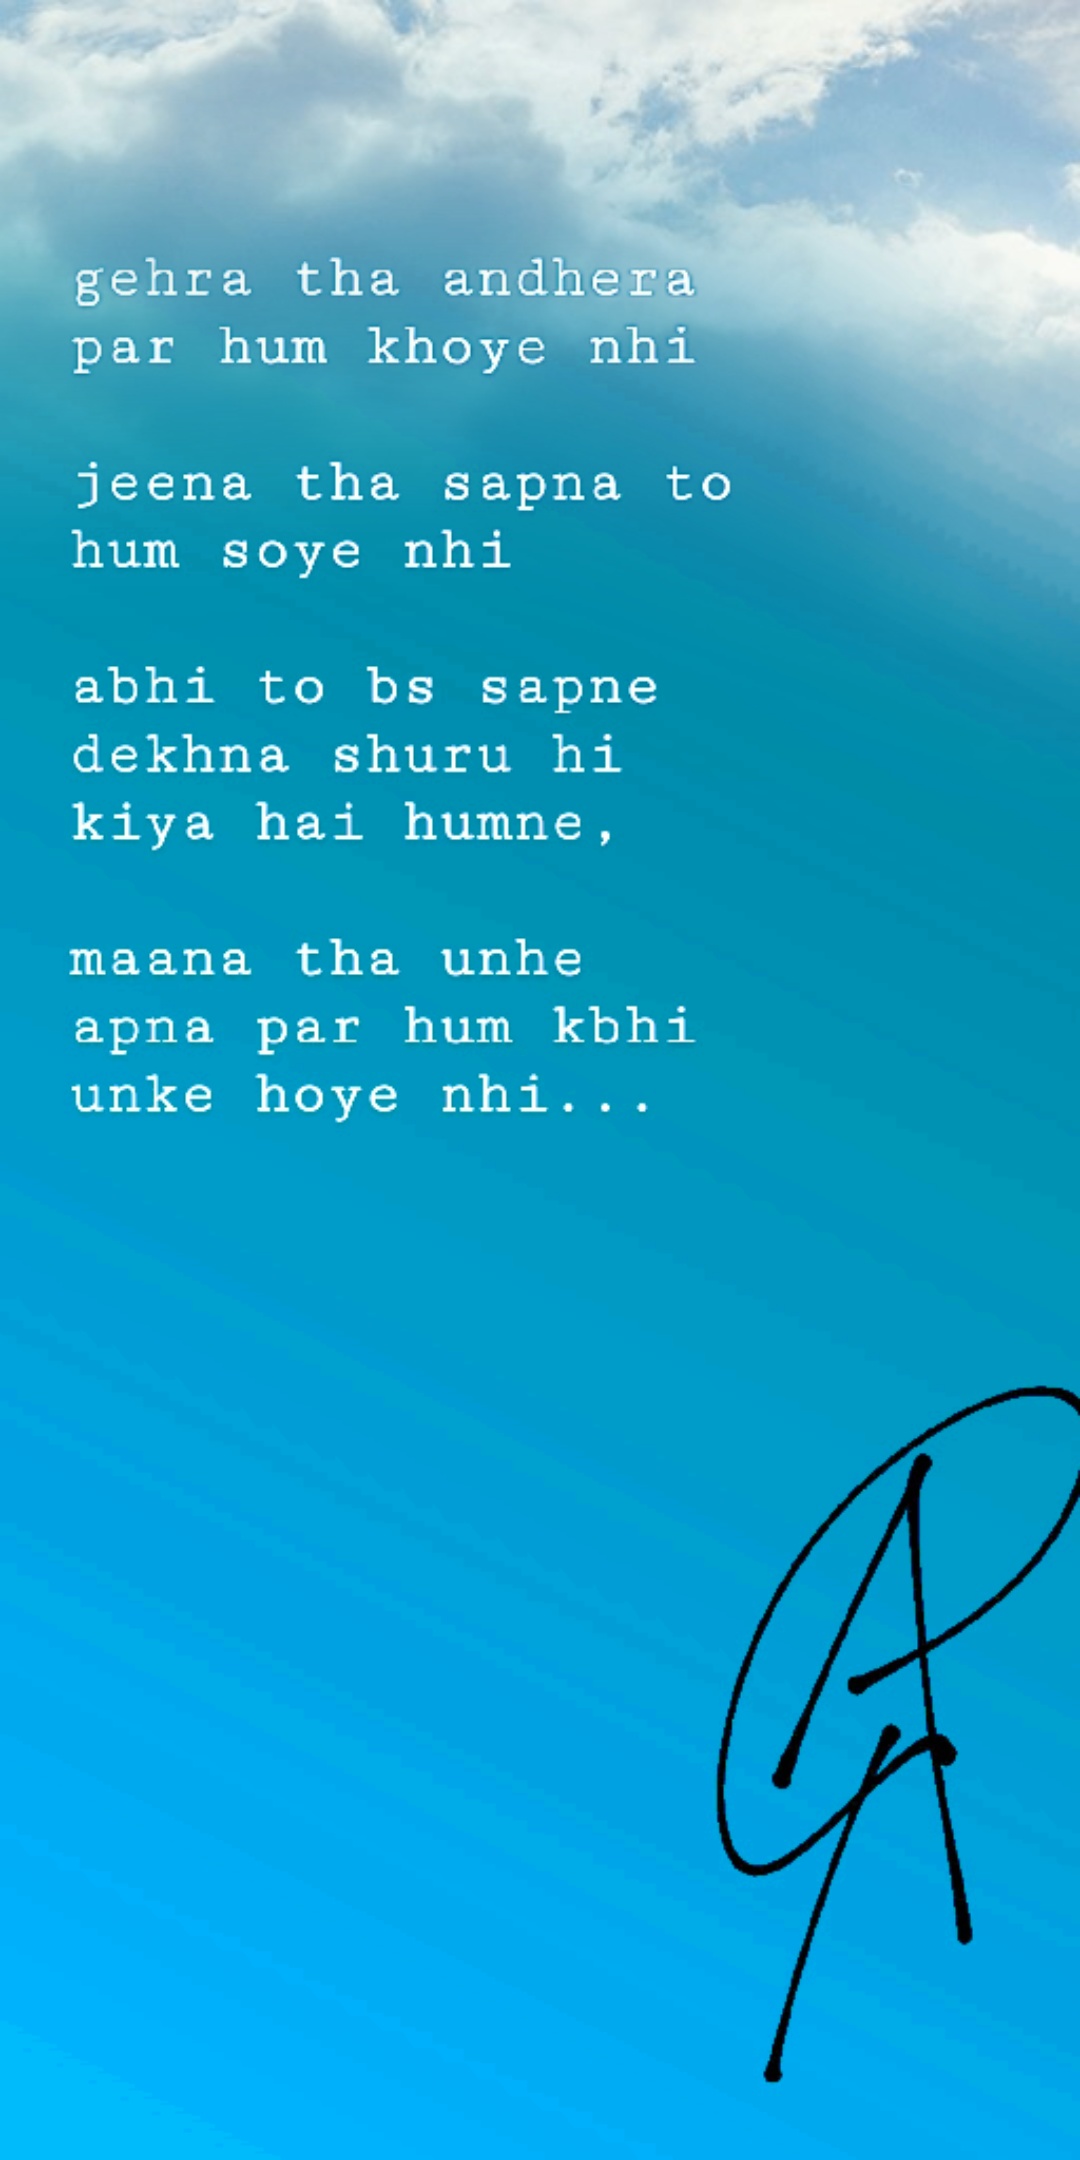 gehra tha andhera
par hum khoye nhi
jeena tha sapna to
hum soye nhi
abhi to bs sapne
dekhna shuru hi
kiya hai humne,
maana tha unhe
apna par hum kbhi
unke hoye nhi...